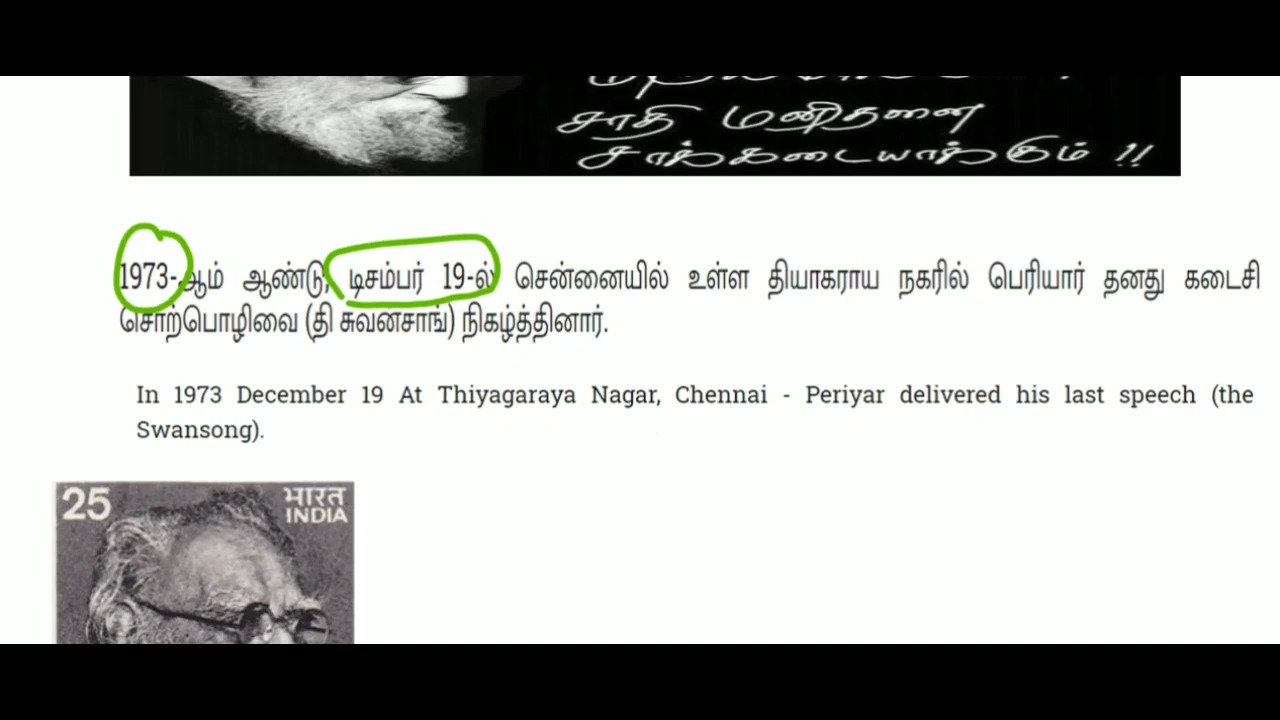 சாதி மனிதனை
சாக்கடையாக்கும் !!
1973-ஆம் ஆண்டு, டிசம்பர் 19-ல் சென்னையில் உள்ள தியாகராய நகரில் பெரியார் தனது கடைசி
சொற்பொழிவை (தி சுவனசாங்) நிகழ்த்தினார்.
In 1973 December 19 At Thiyagaraya Nagar, Chennai - Periyar delivered his last speech (the
Swansong).
25 भारत
INDIA